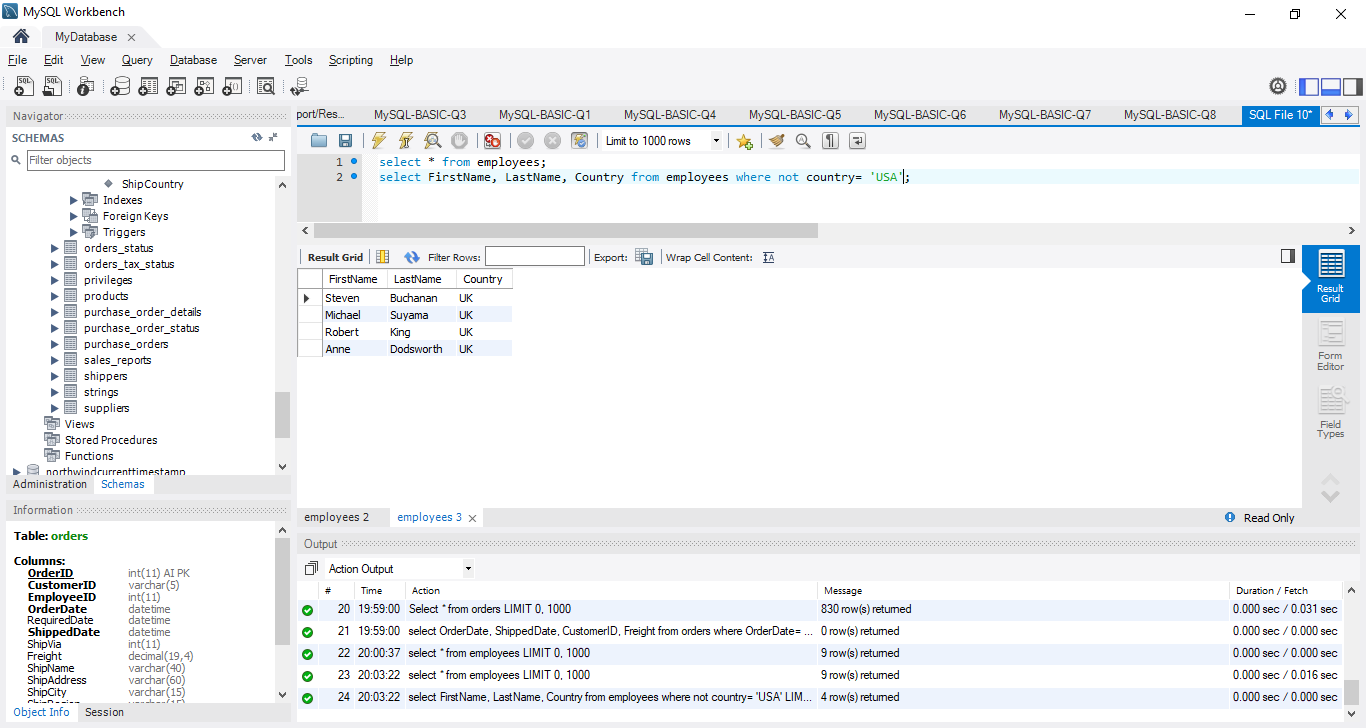 MySQL Workbench
MyDatabase
File Edit View Query Database Server Tools Scripting Help
Navigator
SCHEMAS
Filter objects
ShipCountry
Indexes
Foreign Keys
Triggers
orders_status
orders_tax_status
privileges
products
purchase_order_details
purchase_order_status
purchase_orders
sales_reports
shippers
strings
suppliers
Views
Stored Procedures
Functions
northwindcurrenttimestamp
Administration Schemas
Information
Table: orders
Columns:
OrderID int(11) AI PK
CustomerID varchar(5)
EmployeeID int(11)
OrderDate datetime
RequiredDate datetime
ShippedDate datetime
ShipVia int(11)
Freight decimal(19,4)
ShipName varchar(40)
ShipAddress varchar(60)
ShipCity varchar(15)
ShipRegion varchar(15)
Object Info Session
port/Res... MySQL-BASIC-Q3 MySQL-BASIC-Q1 MySQL-BASIC-Q4 MySQL-BASIC-Q5 MySQL-BASIC-Q6 MySQL-BASIC-Q7 MySQL-BASIC-Q8 SQL File 10*
Limit to 1000 rows
1 select * from employees;
2 select FirstName, LastName, Country from employees where not country= 'USA';
Result Grid Filter Rows: Export: Wrap Cell Content:
FirstName LastName Country
Steven Buchanan UK
Michael Suyama UK
Robert King UK
Anne Dodsworth UK
Result
Grid
Form
Editor
Field
Types
employees 2 employees 3 Read Only
Output
Action Output
# Time Action Message Duration / Fetch
20 19:59:00 Select * from orders LIMIT 0, 1000 830 row(s) returned 0.000 sec / 0.031 sec
21 19:59:00 select OrderDate, ShippedDate, CustomerID, Freight from orders where OrderDate= ... 0 row(s) returned 0.000 sec / 0.000 sec
22 20:00:37 select * from employees LIMIT 0, 1000 9 row(s) returned 0.000 sec / 0.000 sec
23 20:03:22 select * from employees LIMIT 0, 1000 9 row(s) returned 0.000 sec / 0.016 sec
24 20:03:22 select FirstName, LastName, Country from employees where not country= 'USA' LIM... 4 row(s) returned 0.000 sec / 0.000 sec